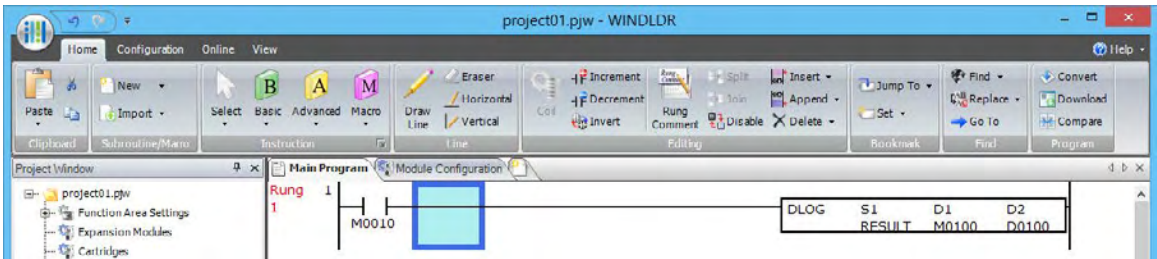 project01.pjw - WINDLDR
Home Configuration Online View Help
Paste
New
Import
Select Basic Advanced Macro
B A M
Draw Line
Eraser
Horizontal
Vertical
Coil
Increment
Decrement
Invert
Rung Comment
Split
Join
Disable
Insert
Append
Delete
Jump To
Set
Find
Replace
Go To
Convert
Download
Compare
Clipboard Subroutine/Macro Instruction Line Editing Bookmark Find Program
Project Window
Main Program Module Configuration
project01.pjw
Function Area Settings
Expansion Modules
Cartridges
Rung 1
1
M0010
DLOG S1 D1 D2
RESULT M0100 D0100